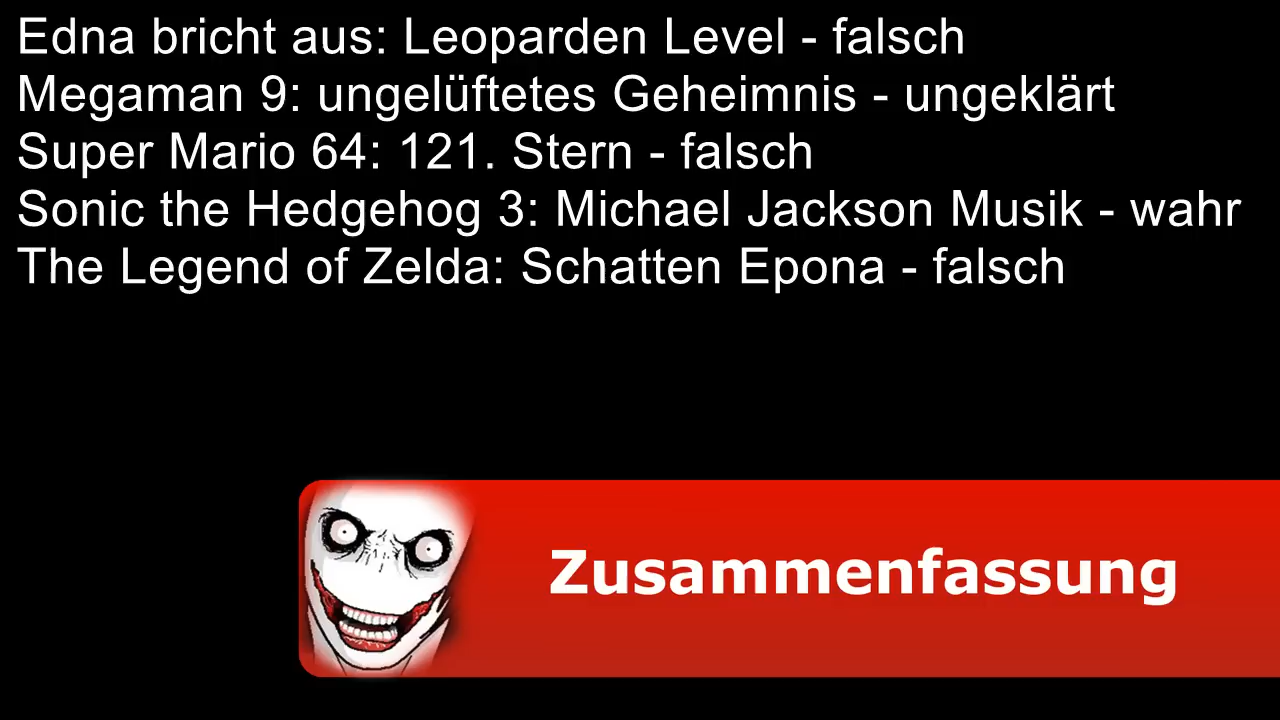 Edna bricht aus: Leoparden Level - falsch
Megaman 9: ungelüftetes Geheimnis - ungeklärt
Super Mario 64: 121. Stern - falsch
Sonic the Hedgehog 3: Michael Jackson Musik - wahr
The Legend of Zelda: Schatten Epona - falsch
Zusammenfassung